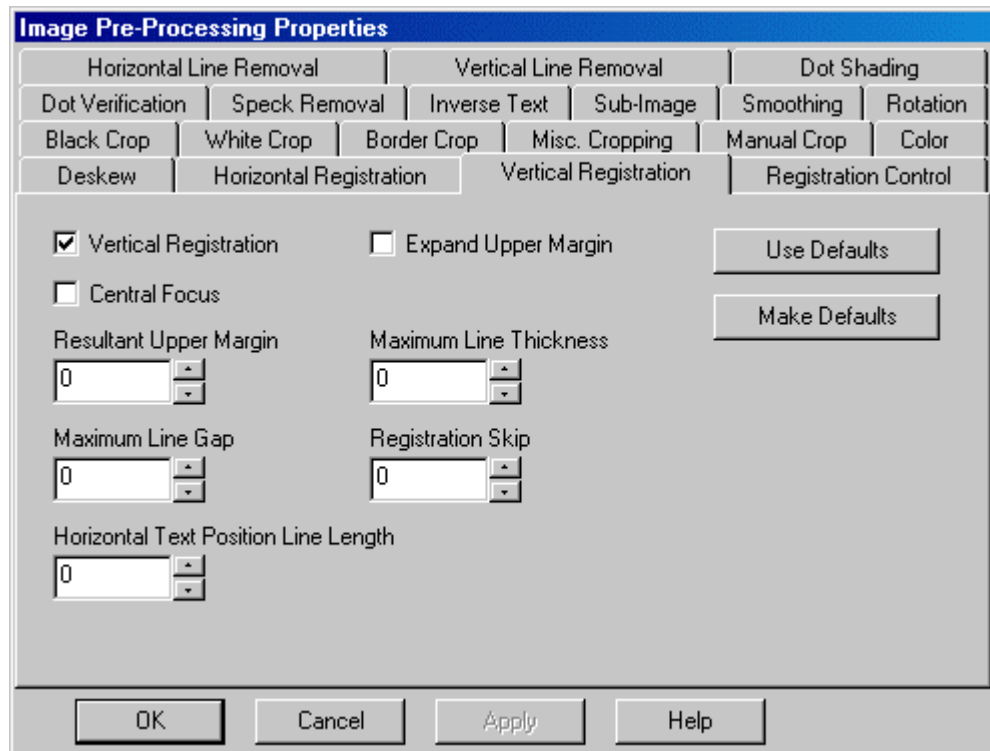 Image Pre-Processing Properties
Horizontal Line Removal Vertical Line Removal Dot Shading
Dot Verification Speck Removal Inverse Text Sub-Image Smoothing Rotation
Black Crop White Crop Border Crop Misc. Cropping Manual Crop Color
Deskew Horizontal Registration Vertical Registration Registration Control
Vertical Registration Expand Upper Margin Use Defaults
Central Focus Make Defaults
Resultant Upper Margin Maximum Line Thickness
0 0
Maximum Line Gap Registration Skip
0 0
Horizontal Text Position Line Length
0
OK Cancel Apply Help